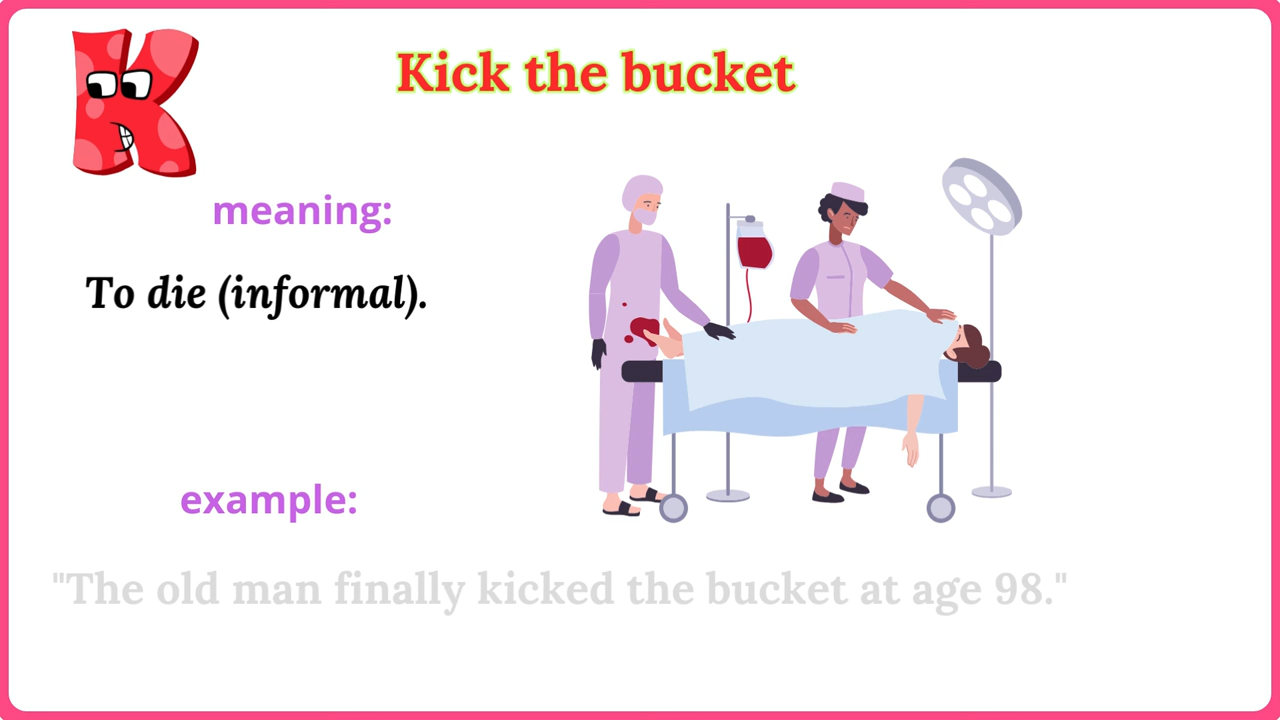 K
Kick the bucket
meaning:
To die (informal).
example:
"The old man finally kicked the bucket at age 98."